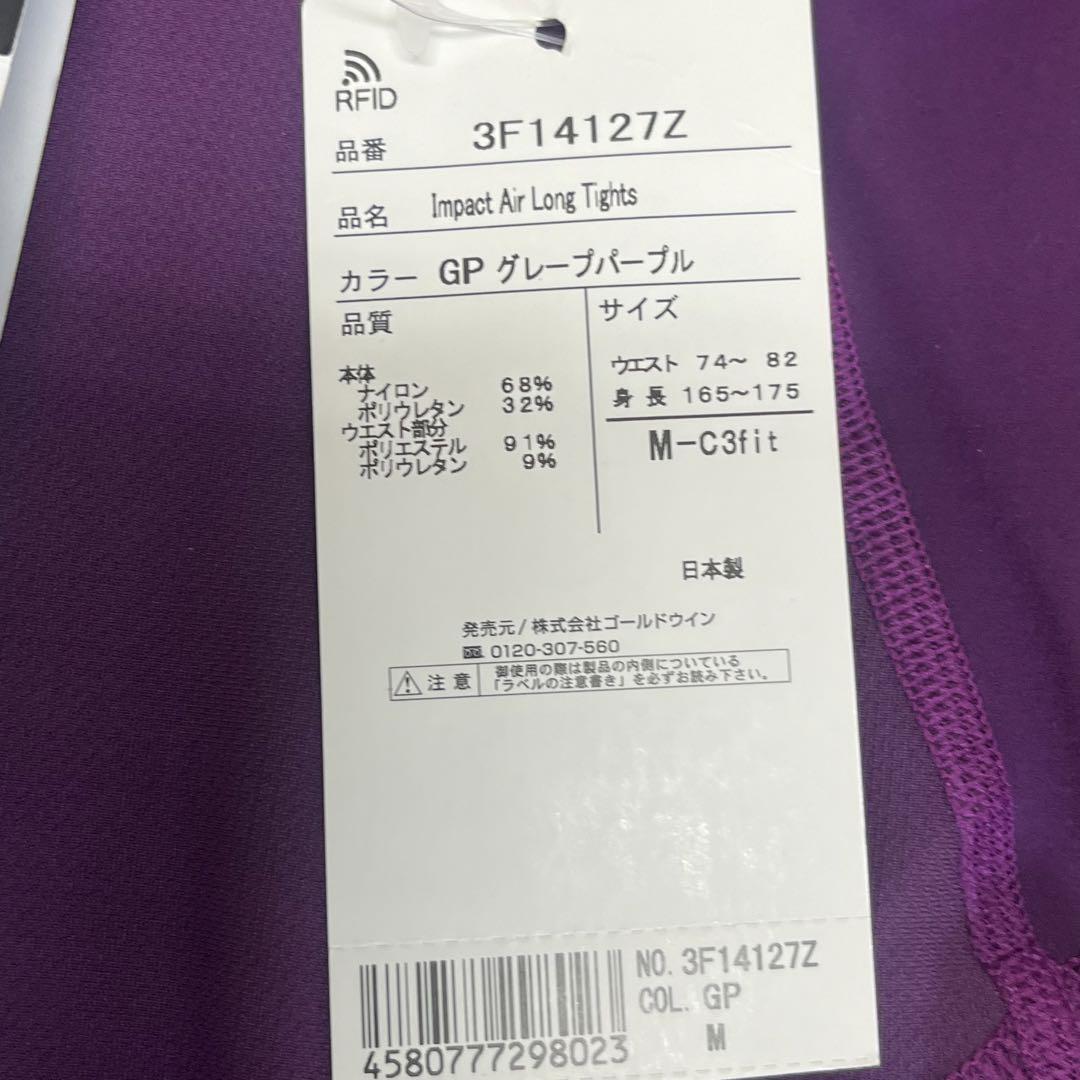 RFID
品番 3F14127Z
品名 Impact Air Long Tights
カラー GP グレープパープル
品質
本体
ナイロン 68%
ポリウレタン 32%
ウエスト部分
ポリエステル 91%
ポリウレタン 9%
サイズ
ウエスト 74〜 82
身長 165〜175
M-C3fit
日本製
発売元/株式会社ゴールドウイン
0120-307-560
注意
御使用の際は製品の内側についている
「ラベルの注意書き」を必ずお読み下さい。
NO. 3F14127Z
COL. GP
M
4580777298023